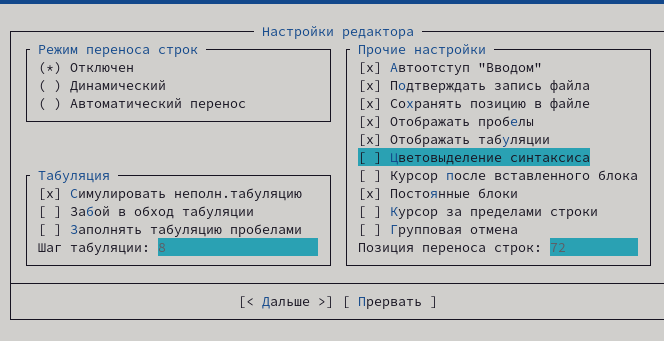 Настройки редактора
Режим переноса строк
(*) Отключен
( ) Динамический
( ) Автоматический перенос
Табуляция
[x] Симулировать неполн.табуляцию
[ ] Забой в обход табуляции
[ ] Заполнять табуляцию пробелами
Шаг табуляции: 8
Прочие настройки
[x] Автоотступ "Вводом"
[x] Подтверждать запись файла
[x] Сохранять позицию в файле
[x] Отображать пробелы
[x] Отображать табуляции
[ ] Цветовыделение синтаксиса
[ ] Курсор после вставленного блока
[x] Постоянные блоки
[ ] Курсор за пределами строки
[ ] Групповая отмена
Позиция переноса строк: 72
[< Дальше >] [ Прервать ]